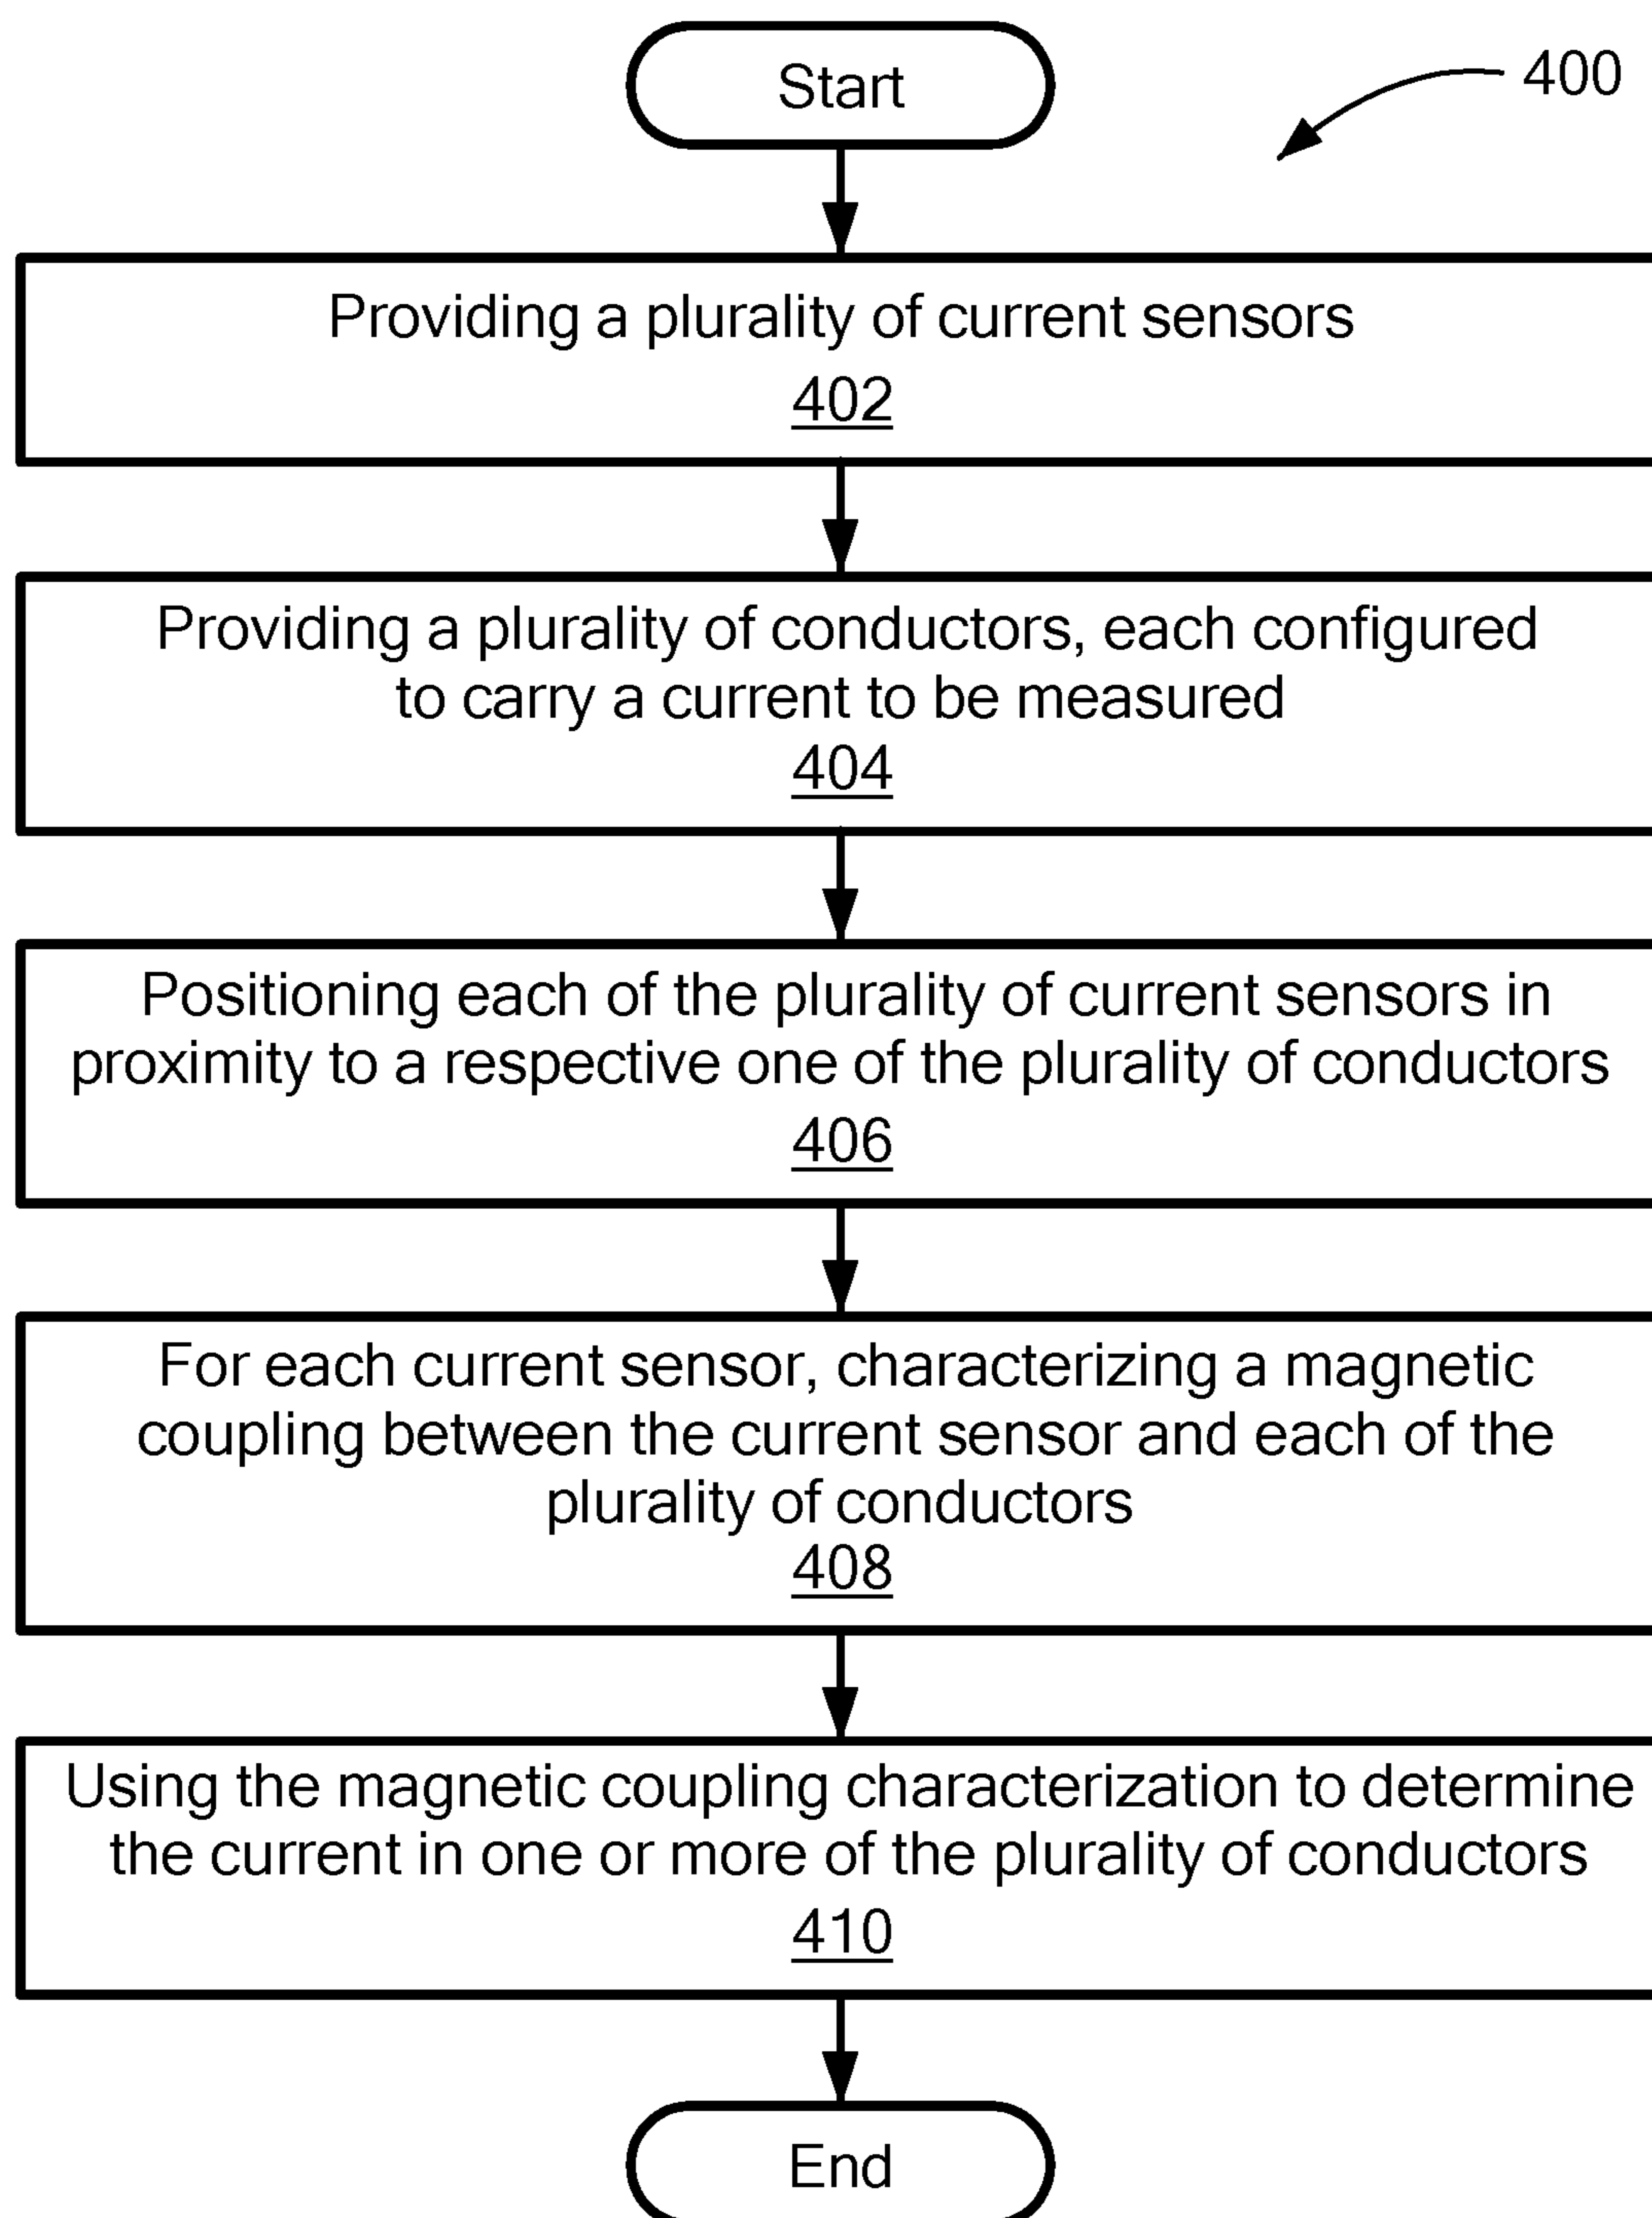 Start
400
Providing a plurality of current sensors
402
Providing a plurality of conductors, each configured
to carry a current to be measured
404
Positioning each of the plurality of current sensors in
proximity to a respective one of the plurality of conductors
406
For each current sensor, characterizing a magnetic
coupling between the current sensor and each of the
plurality of conductors
408
Using the magnetic coupling characterization to determine
the current in one or more of the plurality of conductors
410
End